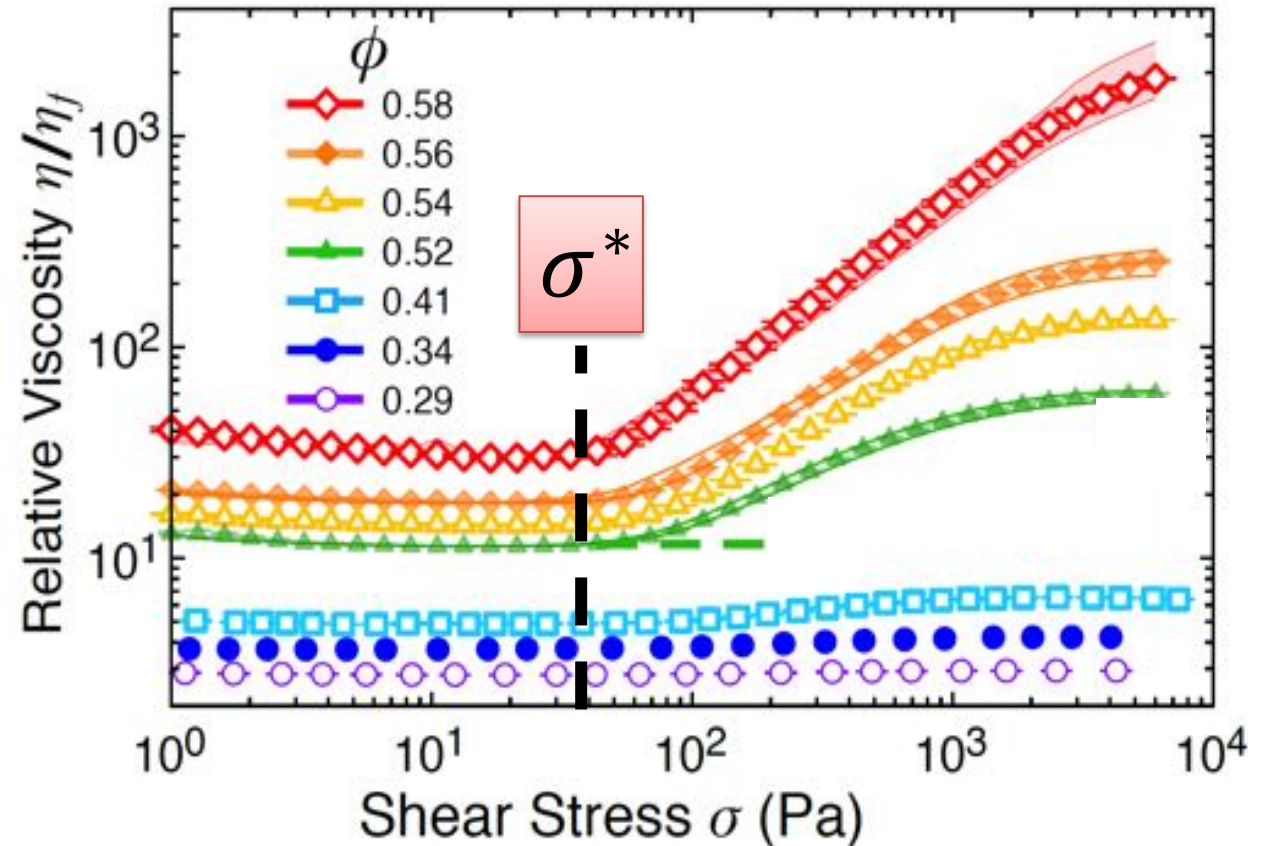 ϕ
0.58
0.56
0.54
0.52
0.41
0.34
0.29
σ*
Relative Viscosity η/η_f
10³
10²
10¹
10⁰ 10¹ 10² 10³ 10⁴
Shear Stress σ (Pa)